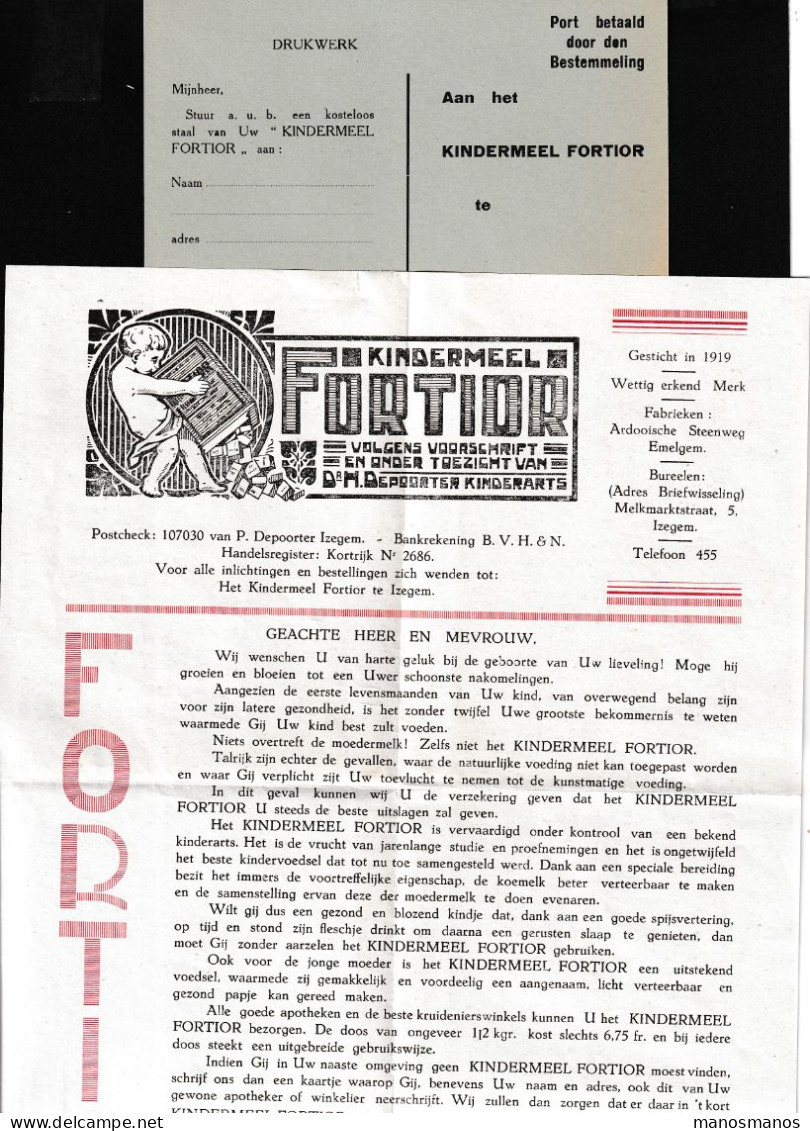 DRUKWERK
Port betaald
door den
Bestemmeling
Mijnheer,
Stuur a. u. b. een kosteloos
staal van Uw " KINDERMEEL
FORTIOR „ aan :
Naam
adres
Aan het
KINDERMEEL FORTIOR
te
KINDERMEEL
FORTIOR
VOLGENS VOORSCHRIFT
EN ONDER TOEZICHT VAN
DR H. DEPOORTER KINDERARTS
Gesticht in 1919
Wettig erkend Merk
Fabrieken :
Ardooische Steenweg
Emelgem.
Bureelen:
(Adres Briefwisseling)
Melkmarktstraat, 5,
Izegem.
Telefoon 455
Postcheck: 107030 van P. Depoorter Izegem. - Bankrekening B. V. H. & N.
Handelsregister: Kortrijk Nr 2686.
Voor alle inlichtingen en bestellingen zich wenden tot:
Het Kindermeel Fortior te Izegem.
FORTI
GEACHTE HEER EN MEVROUW,
Wij wenschen U van harte geluk bij de geboorte van Uw lieveling! Moge hij
groeien en bloeien tot een Uwer schoonste nakomelingen.
Aangezien de eerste levensmaanden van Uw kind, van overwegend belang zijn
voor zijn latere gezondheid, is het zonder twijfel Uwe grootste bekommernis te weten
waarmede Gij Uw kind best zult voeden.
Niets overtreft de moedermelk! Zelfs niet het KINDERMEEL FORTIOR.
Talrijk zijn echter de gevallen, waar de natuurlijke voeding niet kan toegepast worden
en waar Gij verplicht zijt Uw toevlucht te nemen tot de kunstmatige voeding.
In dit geval kunnen wij U de verzekering geven dat het KINDERMEEL
FORTIOR U steeds de beste uitslagen zal geven.
Het KINDERMEEL FORTIOR is vervaardigd onder kontrool van een bekend
kinderarts. Het is de vrucht van jarenlange studie en proefnemingen en het is ongetwijfeld
het beste kindervoedsel dat tot nu toe samengesteld werd. Dank aan een speciale bereiding
bezit het immers de voortreffelijke eigenschap, de koemelk beter verteerbaar te maken
en de samenstelling ervan deze der moedermelk te doen evenaren.
Wilt gij dus een gezond en blozend kindje dat, dank aan een goede spijsvertering,
op tijd en stond zijn fleschje drinkt om daarna een gerusten slaap te genieten, dan
moet Gij zonder aarzelen het KINDERMEEL FORTIOR gebruiken.
Ook voor de jonge moeder is het KINDERMEEL FORTIOR een uitstekend
voedsel, waarmede zij gemakkelijk en voordeelig een aangenaam, licht verteerbaar en
gezond papje kan gereed maken.
Alle goede apotheken en de beste kruidenierswinkels kunnen U het KINDERMEEL
FORTIOR bezorgen. De doos van ongeveer 1|2 kgr. kost slechts 6,75 fr. en bij iedere
doos steekt een uitgebreide gebruikswijze.
Indien Gij in Uw naaste omgeving geen KINDERMEEL FORTIOR moest vinden,
schrijf ons dan een kaartje waarop Gij, benevens Uw naam en adres, ook dit van Uw
gewone apotheker of winkelier neerschrijft. Wij zullen dan zorgen dat er daar in 't kort
KINDERMEEL FORTIOR
manosmanos